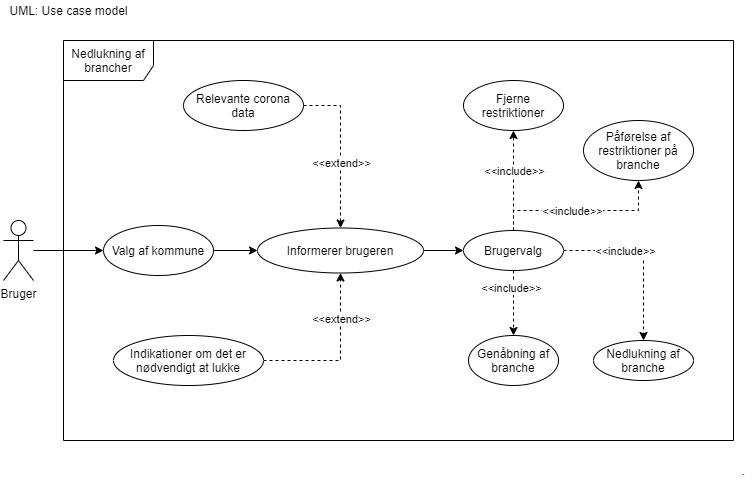 UML: Use case model
Nedlukning af
brancher
Relevante corona
data
Fjerne
restriktioner
Påførelse af
restriktioner på
branche
<<extend>>
<<include>>
<<include>>
Valg af kommune
Informerer brugeren
Brugervalg
<<include>>
Bruger
<<include>>
<<extend>>
Indikationer om det er
nødvendigt at lukke
Genåbning af
branche
Nedlukning af
branche
.